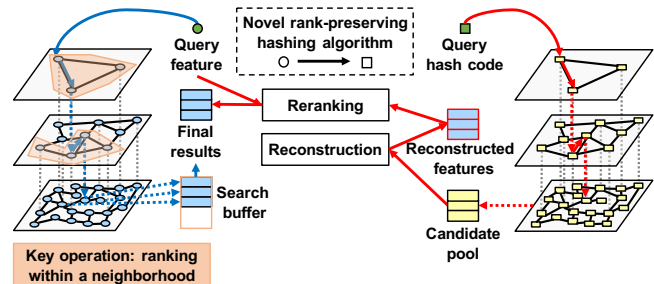 Query
feature
Novel rank-preserving
hashing algorithm
Query
hash code
Reranking
Final
results
Reconstruction
Reconstructed
features
Search
buffer
Candidate
pool
Key operation: ranking
within a neighborhood